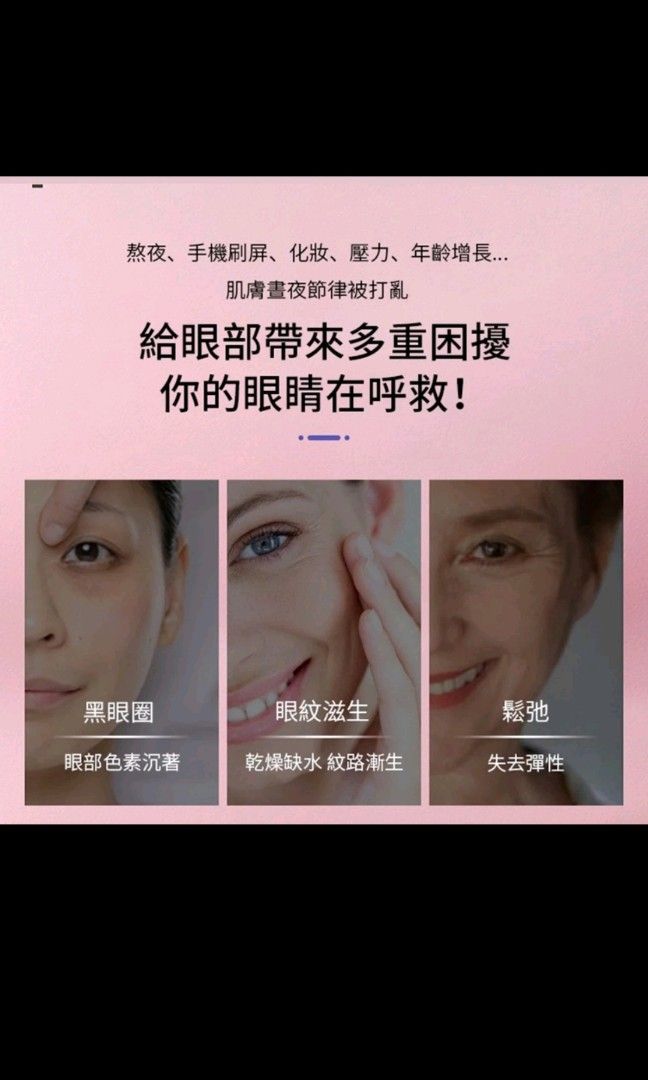 熬夜、手機刷屏、化妝、壓力、年齡增長...
肌膚晝夜節律被打亂
給眼部帶來多重困擾
你的眼睛在呼救！
黑眼圈
眼部色素沉著
眼紋滋生
乾燥缺水 紋路漸生
鬆弛
失去彈性